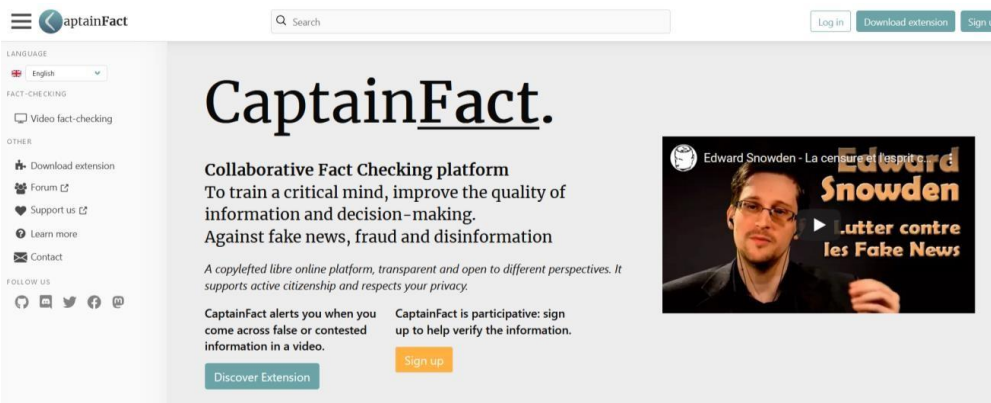 CaptainFact
Search
Log in
Download extension
Sign
LANGUAGE
English
FACT-CHECKING
Video fact-checking
OTHER
Download extension
Forum
Support us
Learn more
Contact
FOLLOW US
CaptainFact.
Collaborative Fact Checking platform
To train a critical mind, improve the quality of
information and decision-making.
Against fake news, fraud and disinformation
A copylefted libre online platform, transparent and open to different perspectives. It
supports active citizenship and respects your privacy.
CaptainFact alerts you when you
come across false or contested
information in a video.
Discover Extension
CaptainFact is participative: sign
up to help verify the information.
Sign up
Edward Snowden - La censure et l'esprit c...
Edward
Snowden
Lutter contre
les Fake News